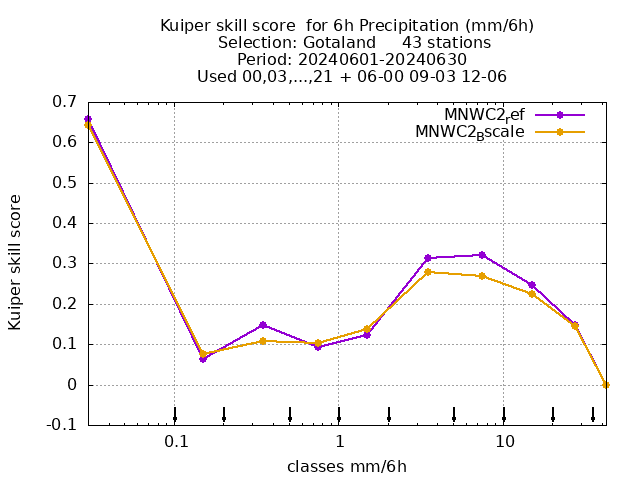 Kuiper skill score  for 6h Precipitation (mm/6h)
Selection: Gotaland     43 stations
Period: 20240601-20240630
Used 00,03,...,21 + 06-00 09-03 12-06
MNWC2ref
MNWC2Bscale
0.7
0.6
0.5
0.4
0.3
0.2
0.1
0
-0.1
Kuiper skill score
0.1 1 10
classes mm/6h